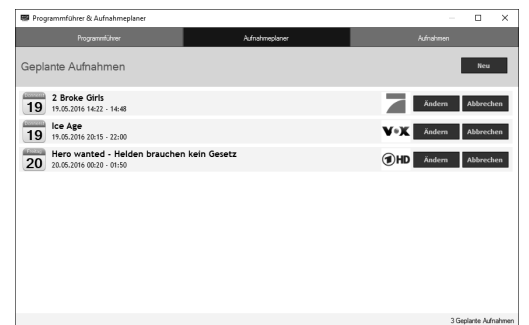 Programmführer & Aufnahmeplaner
Programmführer Aufnahmeplaner Aufnahmen
Geplante Aufnahmen Neu
2 Broke Girls
19 19.05.2016 14:22 - 14:48 Ändern Abbrechen
Ice Age
19 19.05.2016 20:15 - 22:00 VOX Ändern Abbrechen
Hero wanted - Helden brauchen kein Gesetz
20 20.05.2016 00:20 - 01:50 1 HD Ändern Abbrechen
3 Geplante Aufnahmen